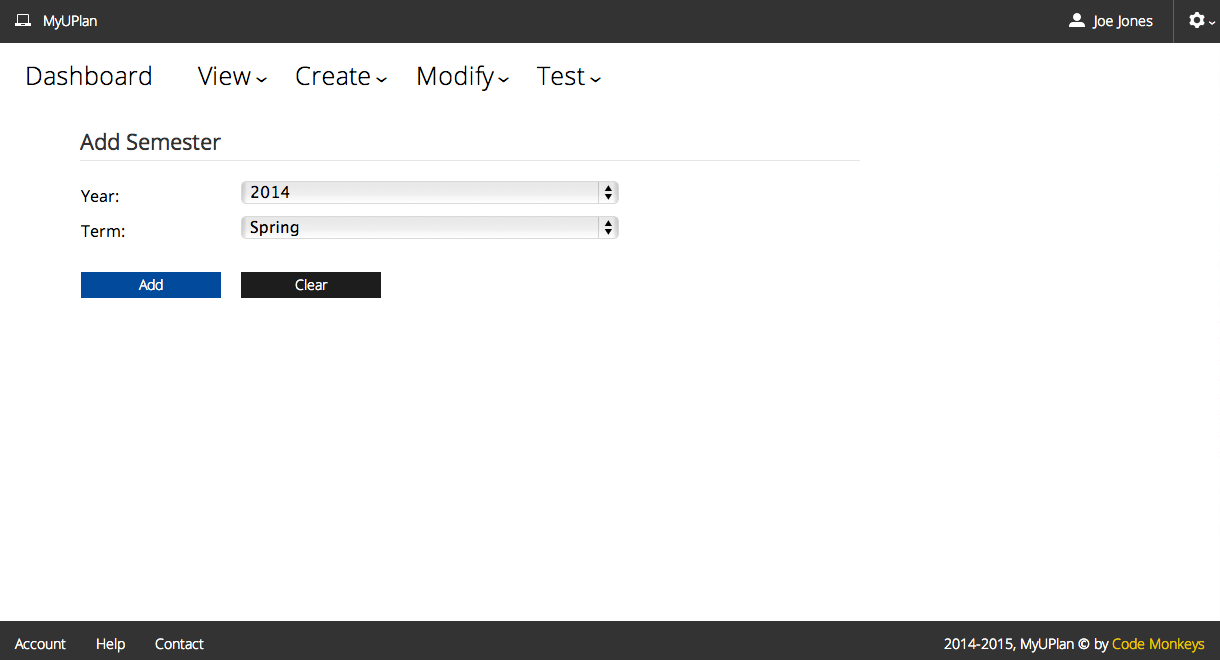 MyUPlan Joe Jones
Dashboard View Create Modify Test
Add Semester
Year: 2014
Term: Spring
Add Clear
Account Help Contact 2014-2015, MyUPlan © by Code Monkeys